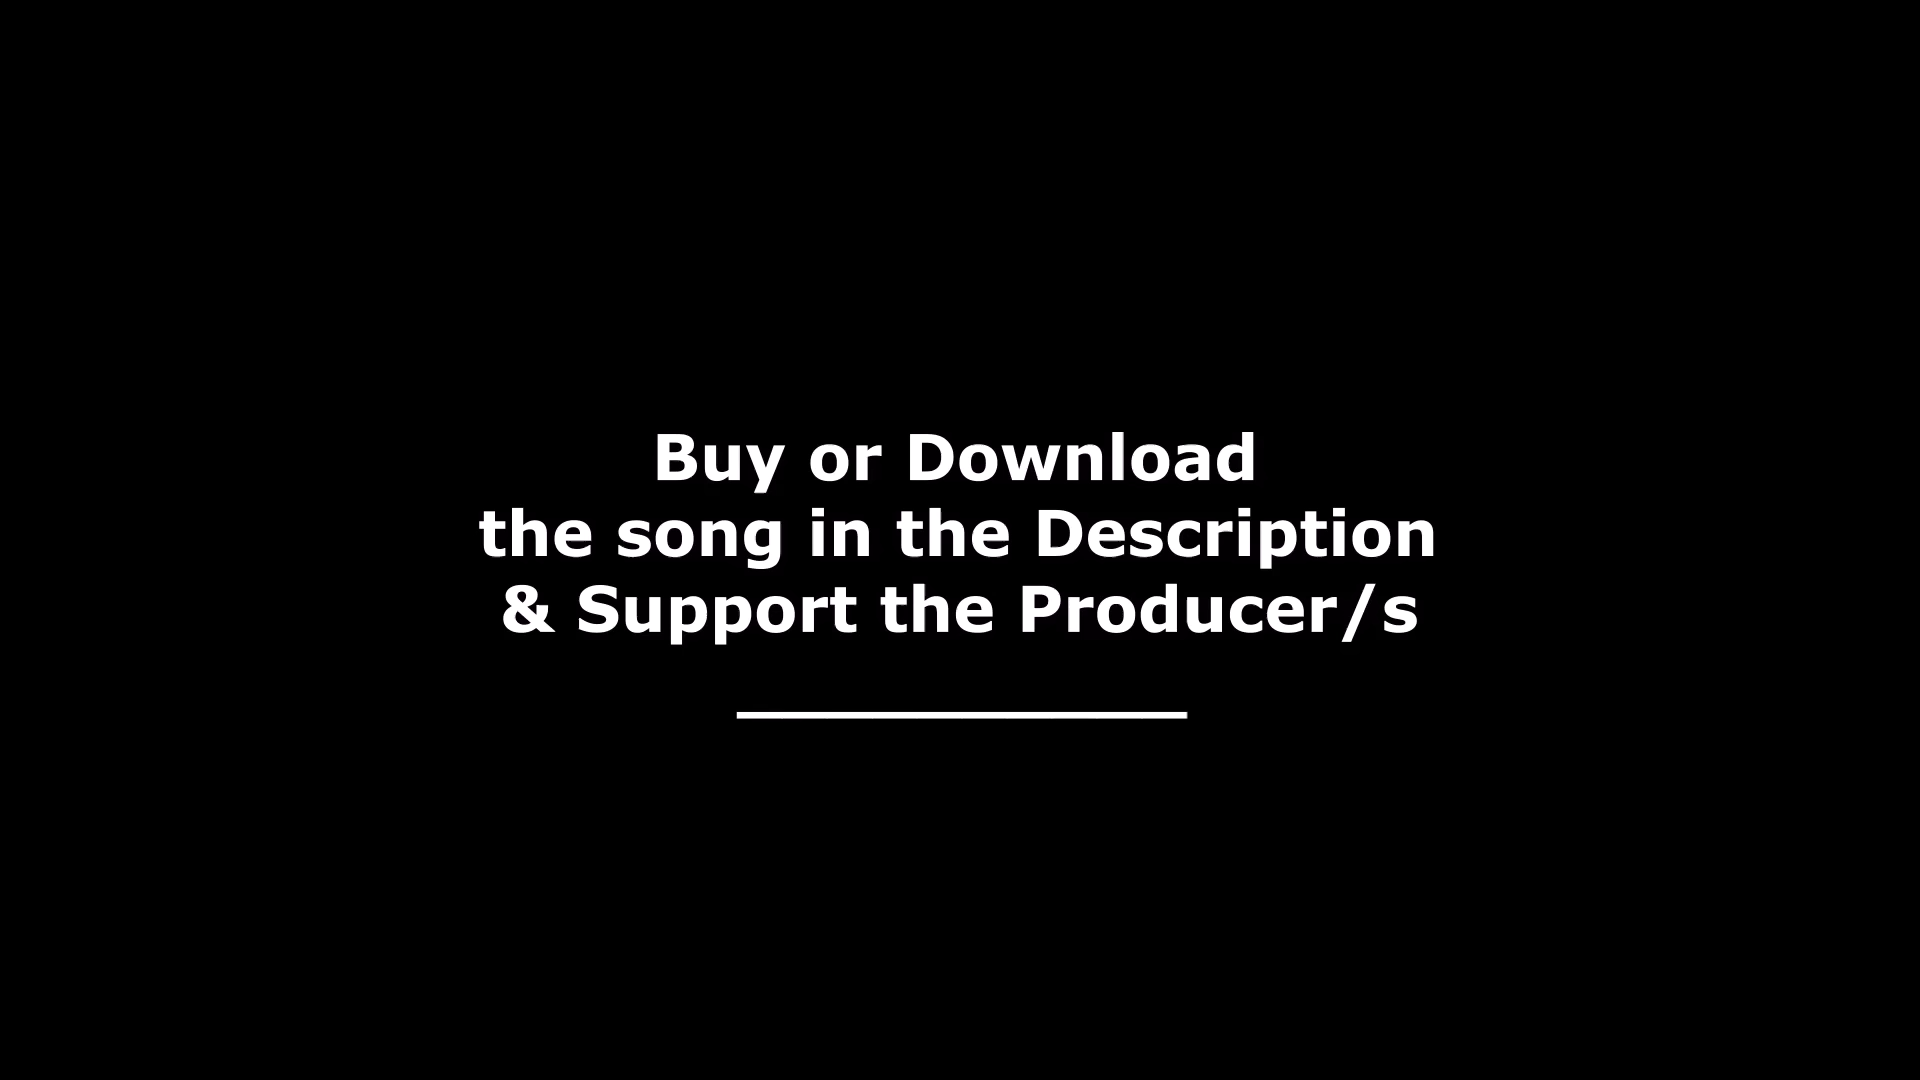 Buy or Download
the song in the Description
& Support the Producer/s